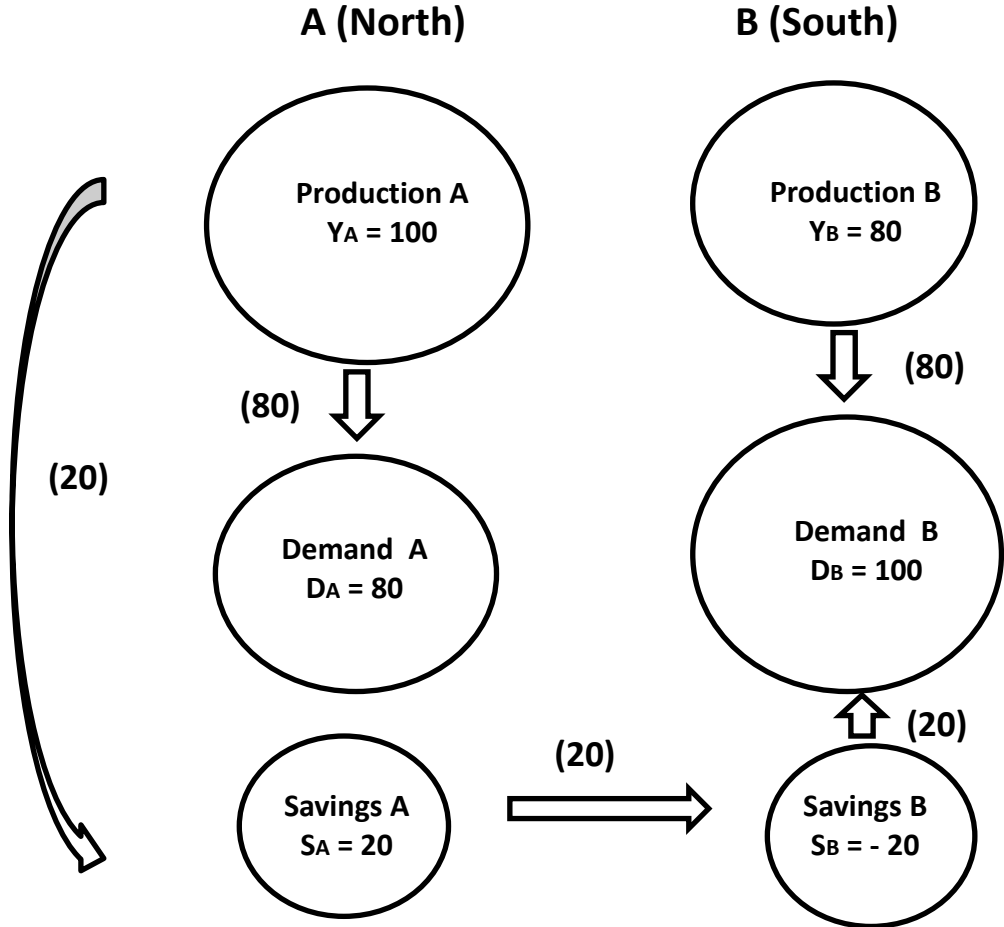 A (North)
B (South)
Production A
YA = 100
Production B
YB = 80
(80)
(80)
(20)
Demand A
DA = 80
Demand B
DB = 100
(20)
(20)
Savings A
SA = 20
Savings B
SB = - 20